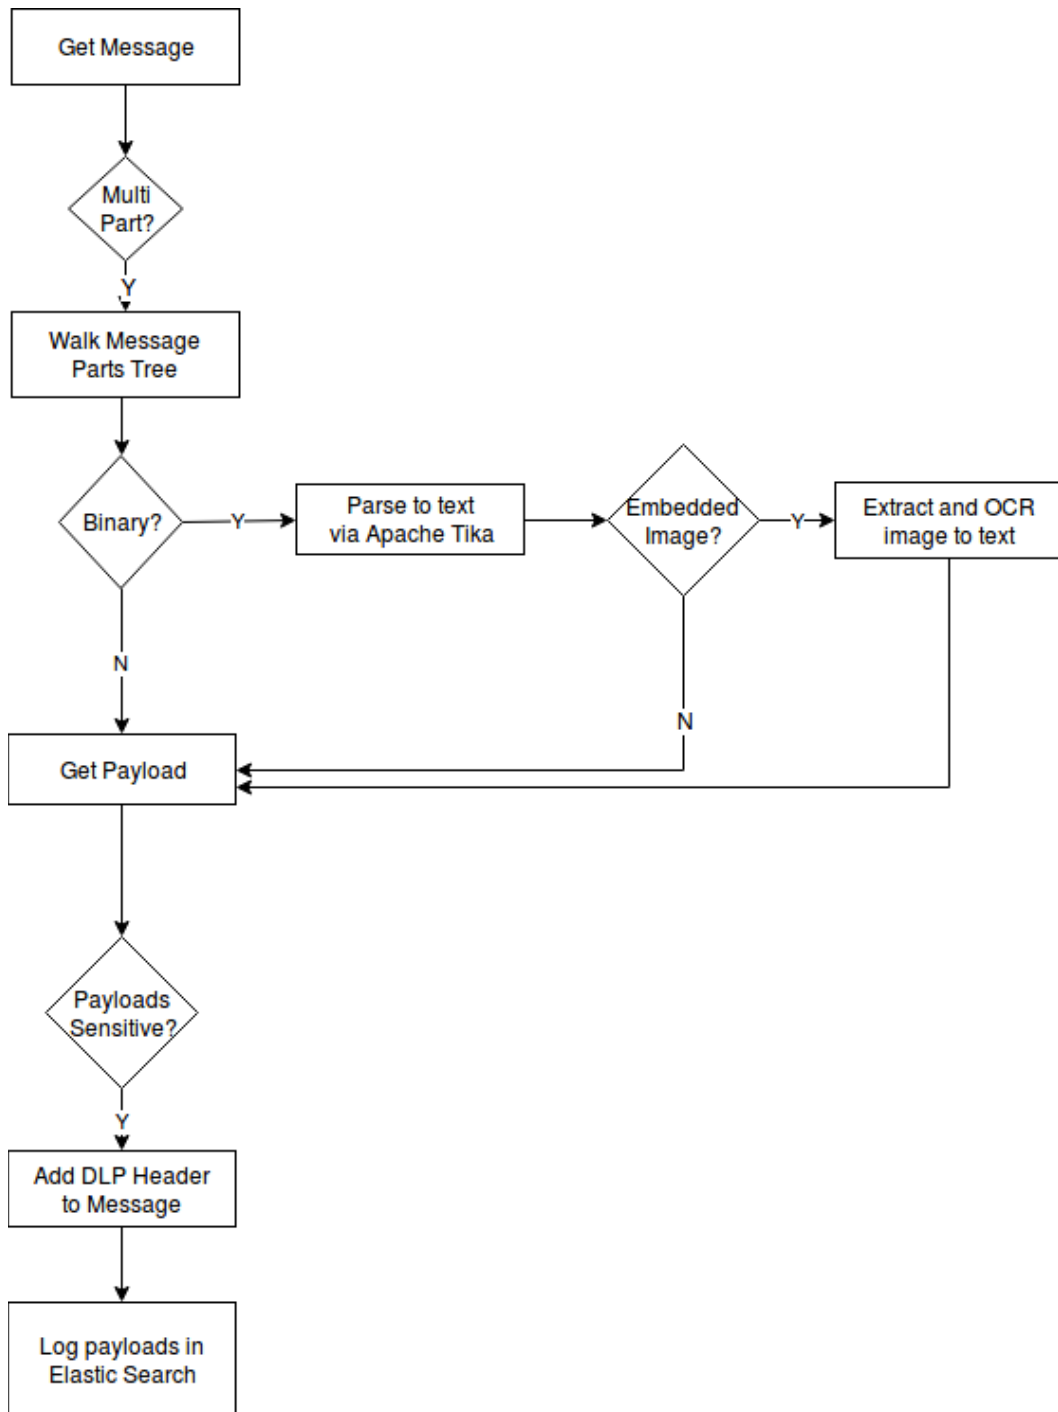 Get Message
Multi
Part?
Y
Walk Message
Parts Tree
Binary?
Y
Parse to text
via Apache Tika
Embedded
Image?
Y
Extract and OCR
image to text
N
N
Get Payload
Payloads
Sensitive?
Y
Add DLP Header
to Message
Log payloads in
Elastic Search